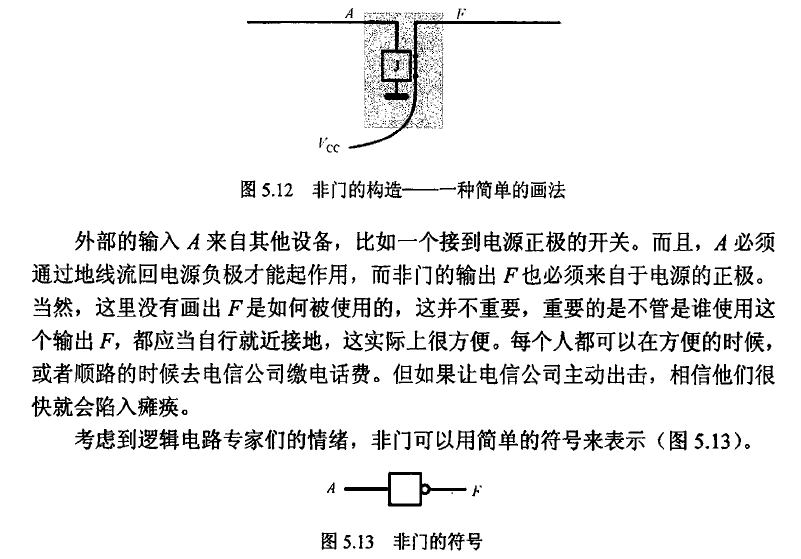 A F
J
Vcc
图 5.12 非门的构造——一种简单的画法
外部的输入 A 来自其他设备，比如一个接到电源正极的开关。而且，A 必须
通过地线流回电源负极才能起作用，而非门的输出 F 也必须来自于电源的正极。
当然，这里没有画出 F 是如何被使用的，这并不重要，重要的是不管是谁使用这
个输出 F，都应当自行就近接地，这实际上很方便。每个人都可以在方便的时候，
或者顺路的时候去电信公司缴电话费。但如果让电信公司主动出击，相信他们很
快就会陷入瘫痪。
考虑到逻辑电路专家们的情绪，非门可以用简单的符号来表示（图 5.13）。
A F
图 5.13 非门的符号